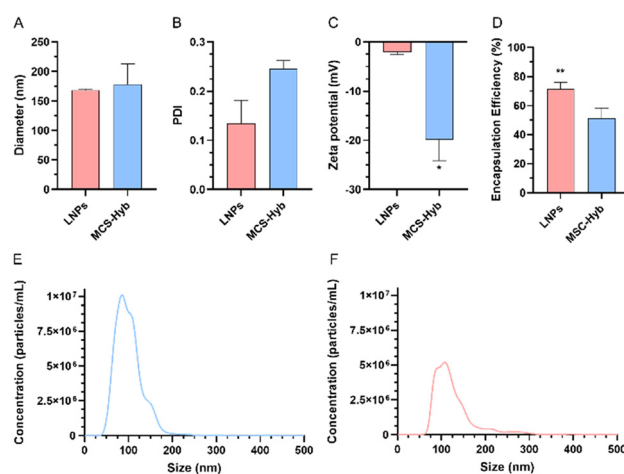 A
B
C
D
Diameter (nm)
250
200
150
100
50
0
LNPs
MCS-Hyb
PDI
0.3
0.2
0.1
0.0
LNPs
MCS-Hyb
Zeta potential (mV)
0
-10
-20
-30
*
LNPs
MCS-Hyb
Encapsulation Efficiency (%)
100
80
60
40
20
0
**
LNPs
MSC-Hyb
E
F
Concentration (particles/mL)
1×10⁷
7.5×10⁶
5×10⁶
2.5×10⁶
0
0 100 200 300 400 500
Size (nm)
Concentration (particles/mL)
1×10⁷
7.5×10⁶
5×10⁶
2.5×10⁶
0
0 100 200 300 400 500
Size (nm)